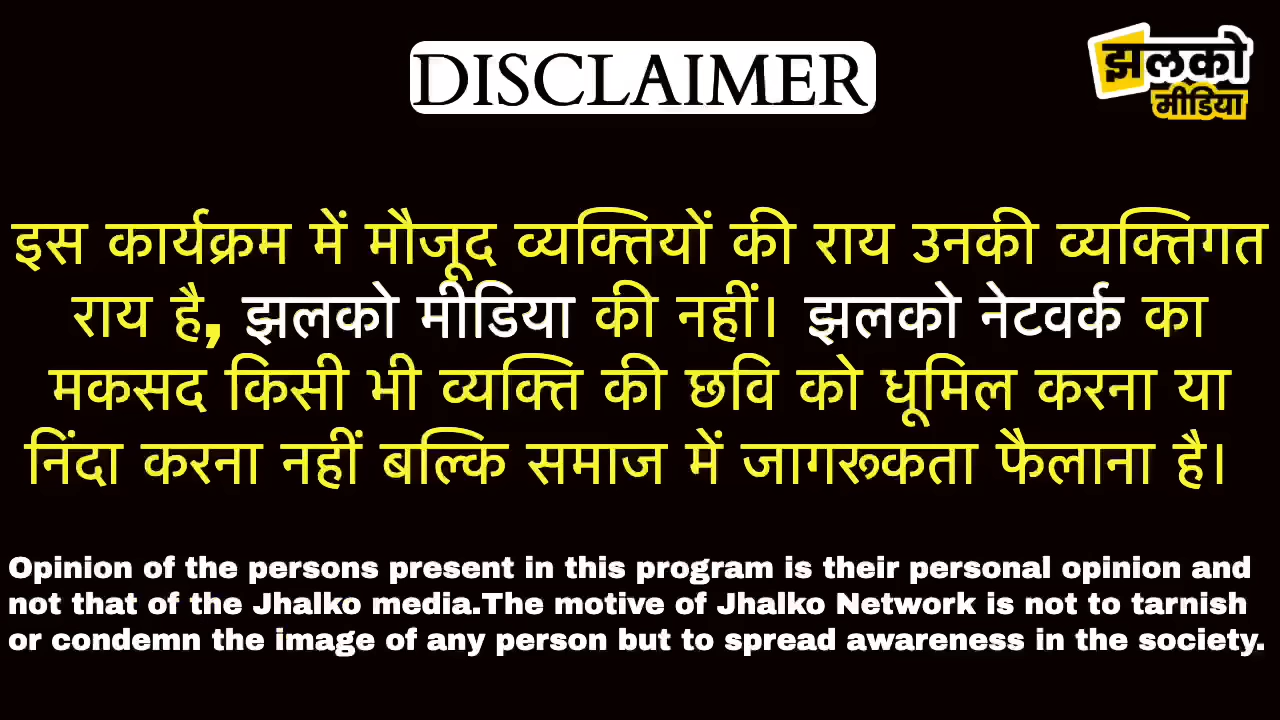 DISCLAIMER
झलको
मीडिया
इस कार्यक्रम में मौजूद व्यक्तियों की राय उनकी व्यक्तिगत
राय है, झलको मीडिया की नहीं। झलको नेटवर्क का
मकसद किसी भी व्यक्ति की छवि को धूमिल करना या
निंदा करना नहीं बल्कि समाज में जागरूकता फैलाना है।
Opinion of the persons present in this program is their personal opinion and
not that of the Jhalko media.The motive of Jhalko Network is not to tarnish
or condemn the image of any person but to spread awareness in the society.